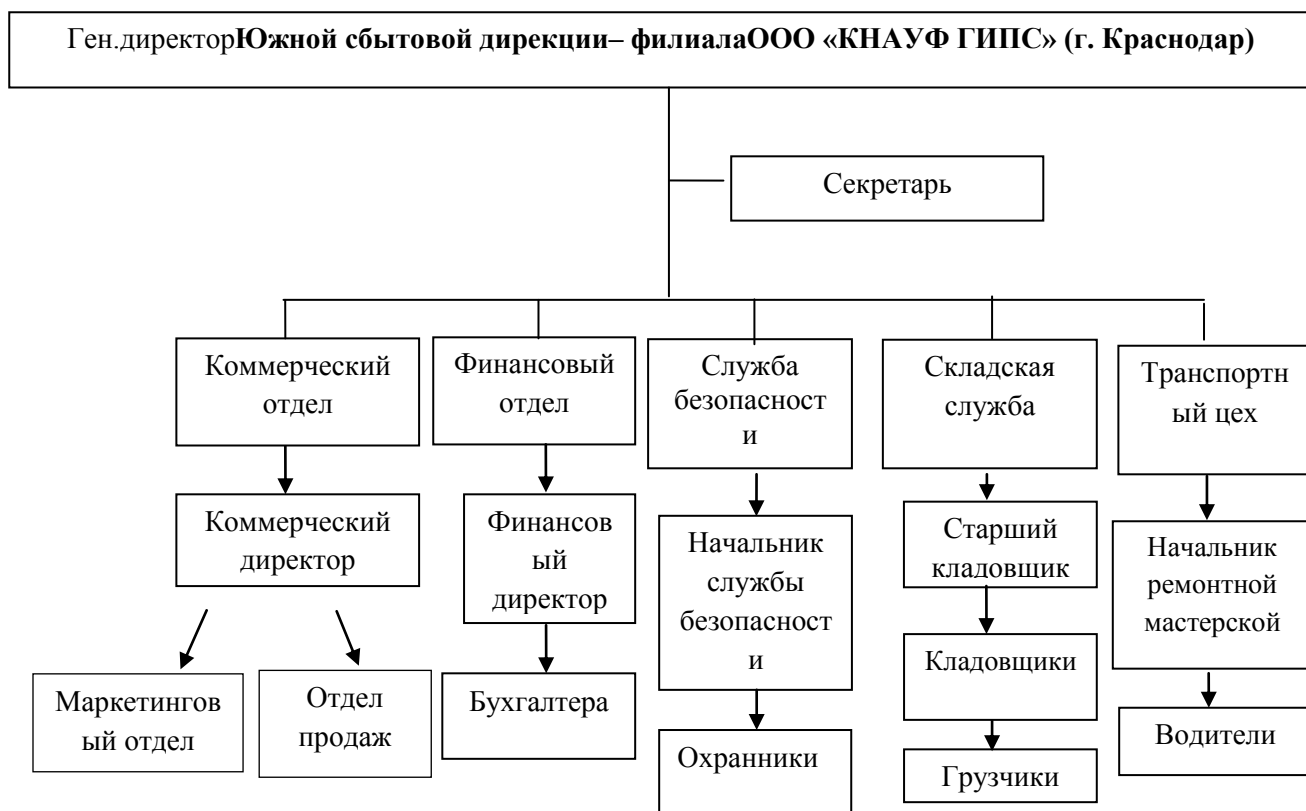 Ген.директорЮжной сбытовой дирекции– филиалаООО «КНАУФ ГИПС» (г. Краснодар)
Секретарь
Коммерческий
отдел
Финансовый
отдел
Служба
безопасност
и
Складская
служба
Транспортн
ый цех
Коммерческий
директор
Финансов
ый
директор
Начальник
службы
безопасност
и
Старший
кладовщик
Начальник
ремонтной
мастерской
Кладовщики
Маркетингов
ый отдел
Отдел
продаж
Бухгалтера
Охранники
Грузчики
Водители